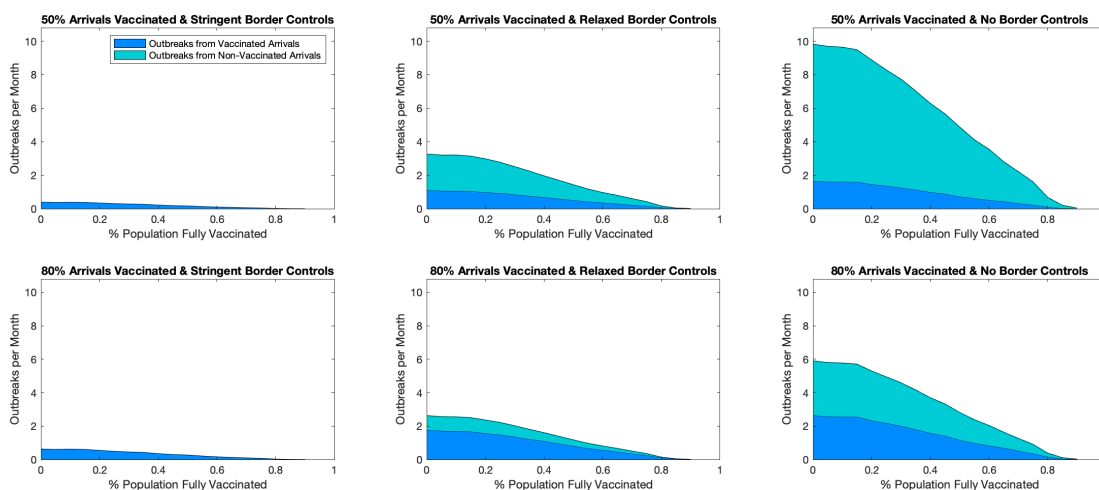 50% Arrivals Vaccinated & Stringent Border Controls
10
8
6
4
2
0
Outbreaks per Month
Outbreaks from Vaccinated Arrivals
Outbreaks from Non-Vaccinated Arrivals
0 0.2 0.4 0.6 0.8 1
% Population Fully Vaccinated
50% Arrivals Vaccinated & Relaxed Border Controls
10
8
6
4
2
0
Outbreaks per Month
0 0.2 0.4 0.6 0.8 1
% Population Fully Vaccinated
50% Arrivals Vaccinated & No Border Controls
10
8
6
4
2
0
Outbreaks per Month
0 0.2 0.4 0.6 0.8
% Population Fully Vaccinated
80% Arrivals Vaccinated & Stringent Border Controls
10
8
6
4
2
0
Outbreaks per Month
0 0.2 0.4 0.6 0.8 1
% Population Fully Vaccinated
80% Arrivals Vaccinated & Relaxed Border Controls
10
8
6
4
2
0
Outbreaks per Month
0 0.2 0.4 0.6 0.8 1
% Population Fully Vaccinated
80% Arrivals Vaccinated & No Border Controls
10
8
6
4
2
0
Outbreaks per Month
0 0.2 0.4 0.6 0.8
% Population Fully Vaccinated